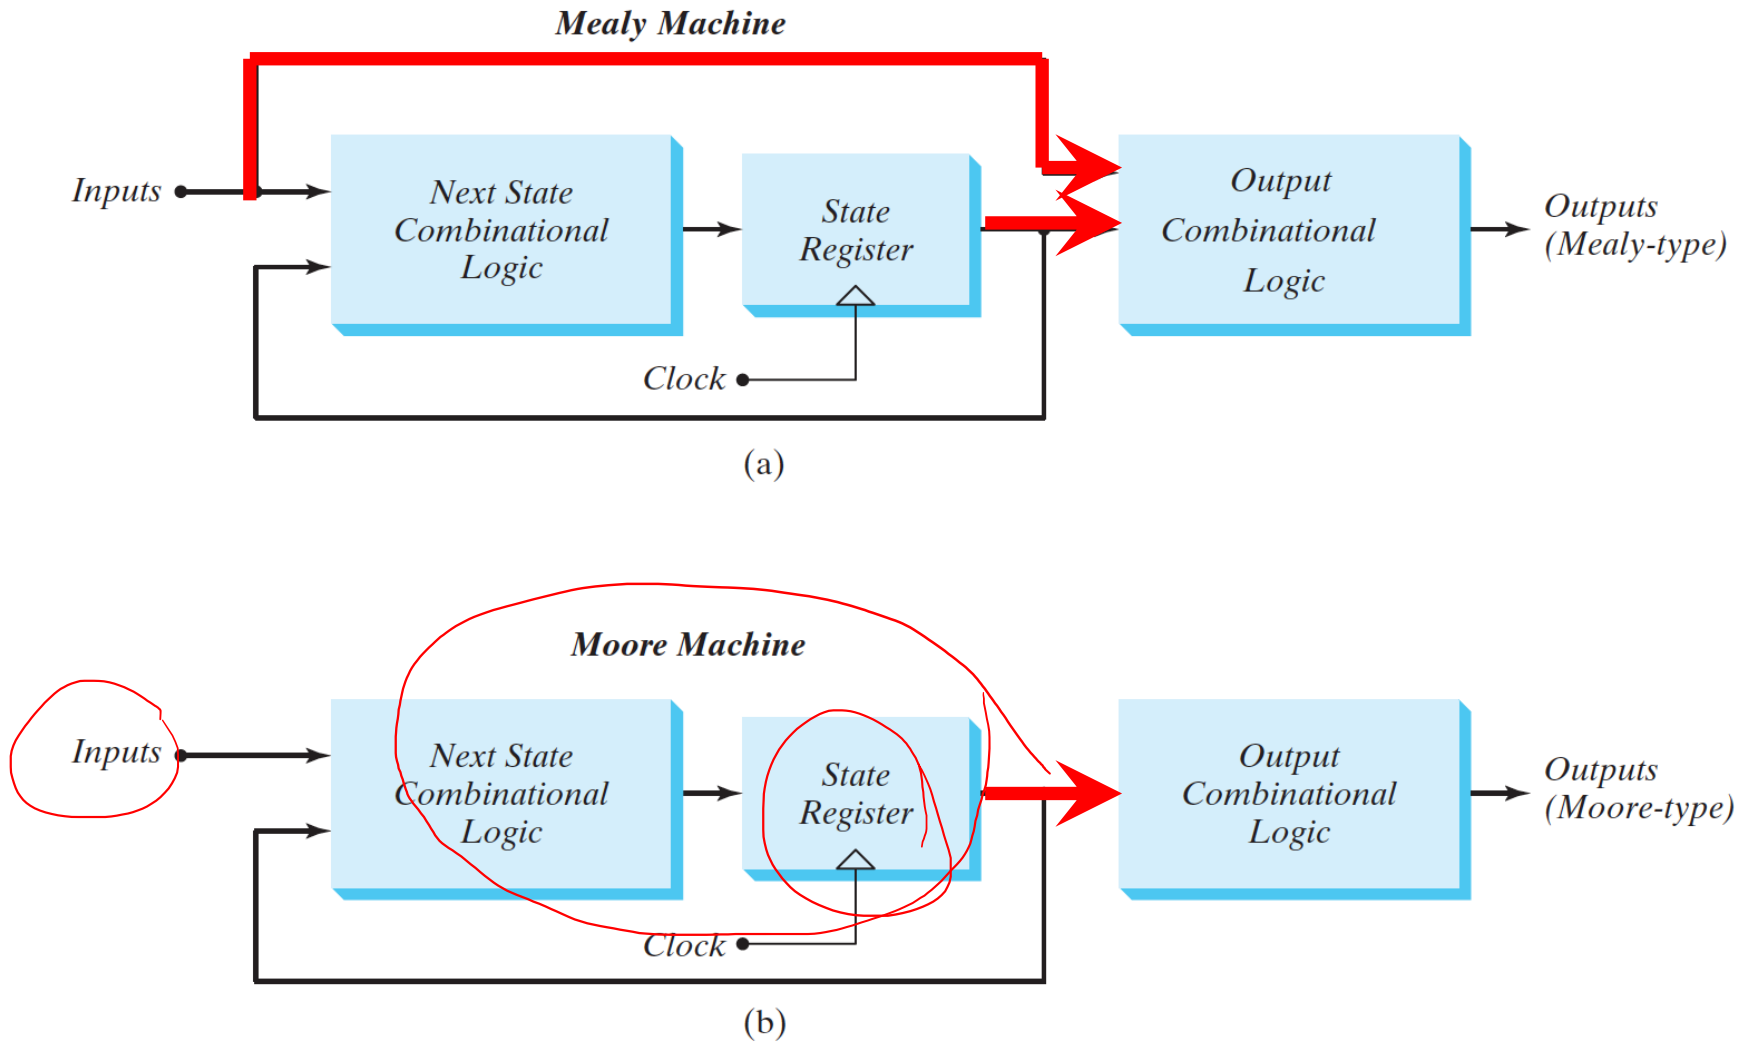 Mealy Machine
Inputs
Next State
Combinational
Logic
State
Register
Output
Combinational
Logic
Outputs
(Mealy-type)
Clock
(a)
Moore Machine
Inputs
Next State
Combinational
Logic
State
Register
Output
Combinational
Logic
Outputs
(Moore-type)
Clock
(b)